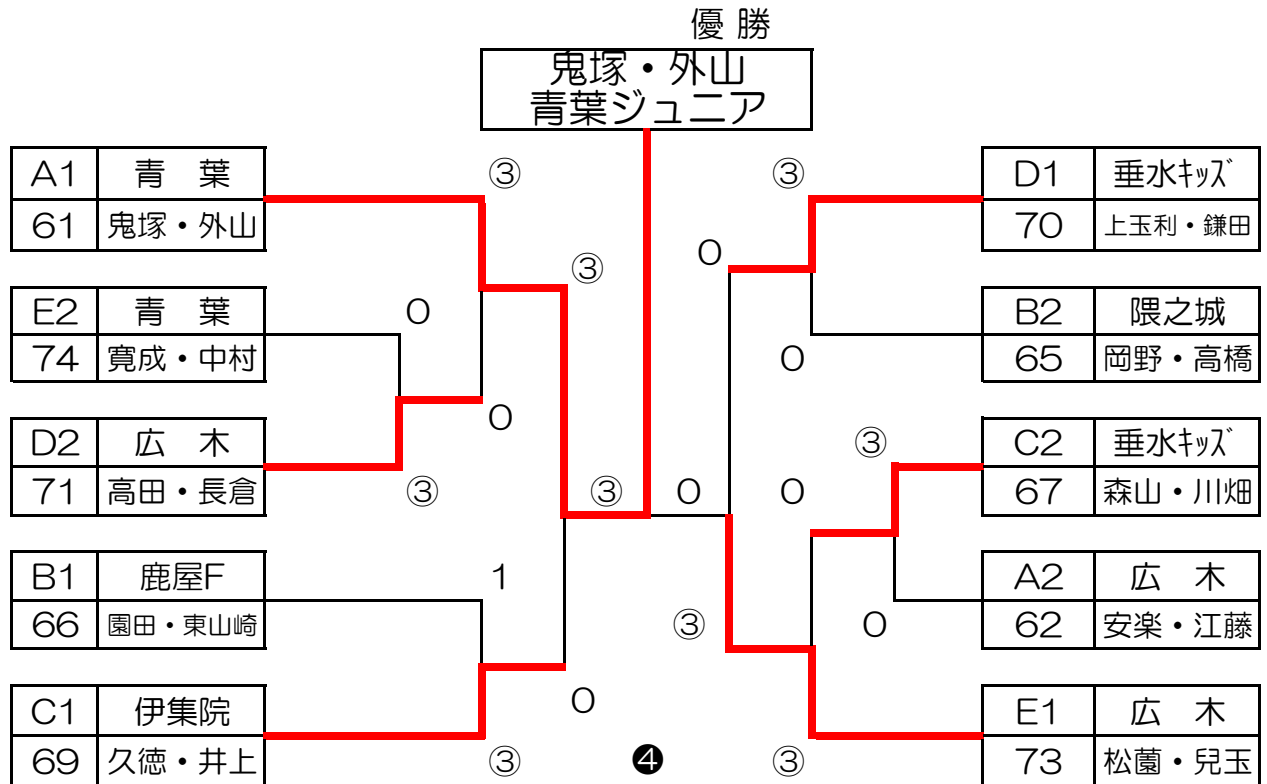 優 勝
鬼塚・外山
青葉ジュニア
A1 青 葉
61 鬼塚・外山
E2 青 葉
74 寛成・中村
D2 広 木
71 高田・長倉
B1 鹿屋F
66 園田・東山崎
C1 伊集院
69 久徳・井上
③
③
0
0
③
③
1
0
③
❹
③
0
0
③
0
0
③
0
③
D1 垂水ｷｯｽﾞ
70 上玉利・鎌田
B2 隈之城
65 岡野・高橋
C2 垂水ｷｯｽﾞ
67 森山・川畑
A2 広 木
62 安楽・江藤
E1 広 木
73 松薗・兒玉